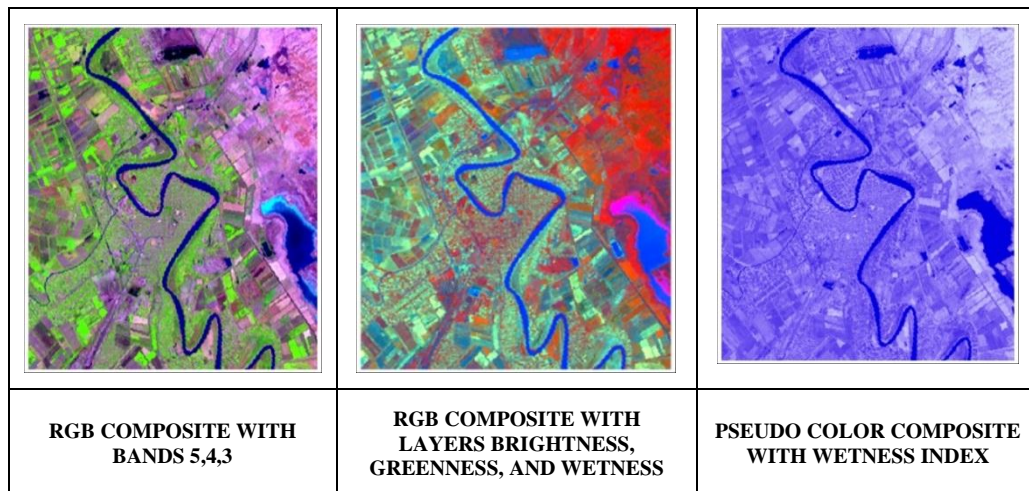 RGB COMPOSITE WITH
BANDS 5,4,3
RGB COMPOSITE WITH
LAYERS BRIGHTNESS,
GREENNESS, AND WETNESS
PSEUDO COLOR COMPOSITE
WITH WETNESS INDEX